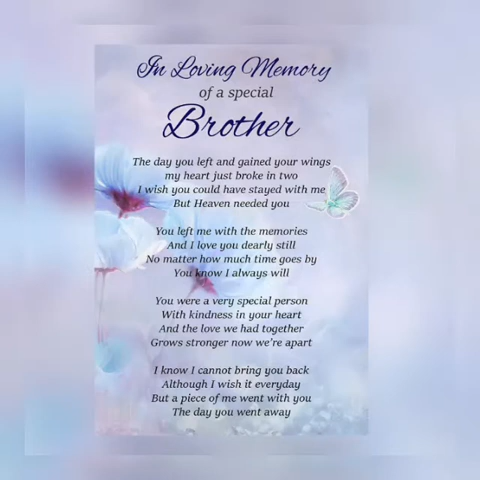 In Loving Memory
of a special
Brother
The day you left and gained your wings
my heart just broke in two
I wish you could have stayed with me
But Heaven needed you
You left me with the memories
And I love you dearly still
No matter how much time goes by
You know I always will
You were a very special person
With kindness in your heart
And the love we had together
Grows stronger now we're apart
I know I cannot bring you back
Although I wish it everyday
But a piece of me went with you
The day you went away